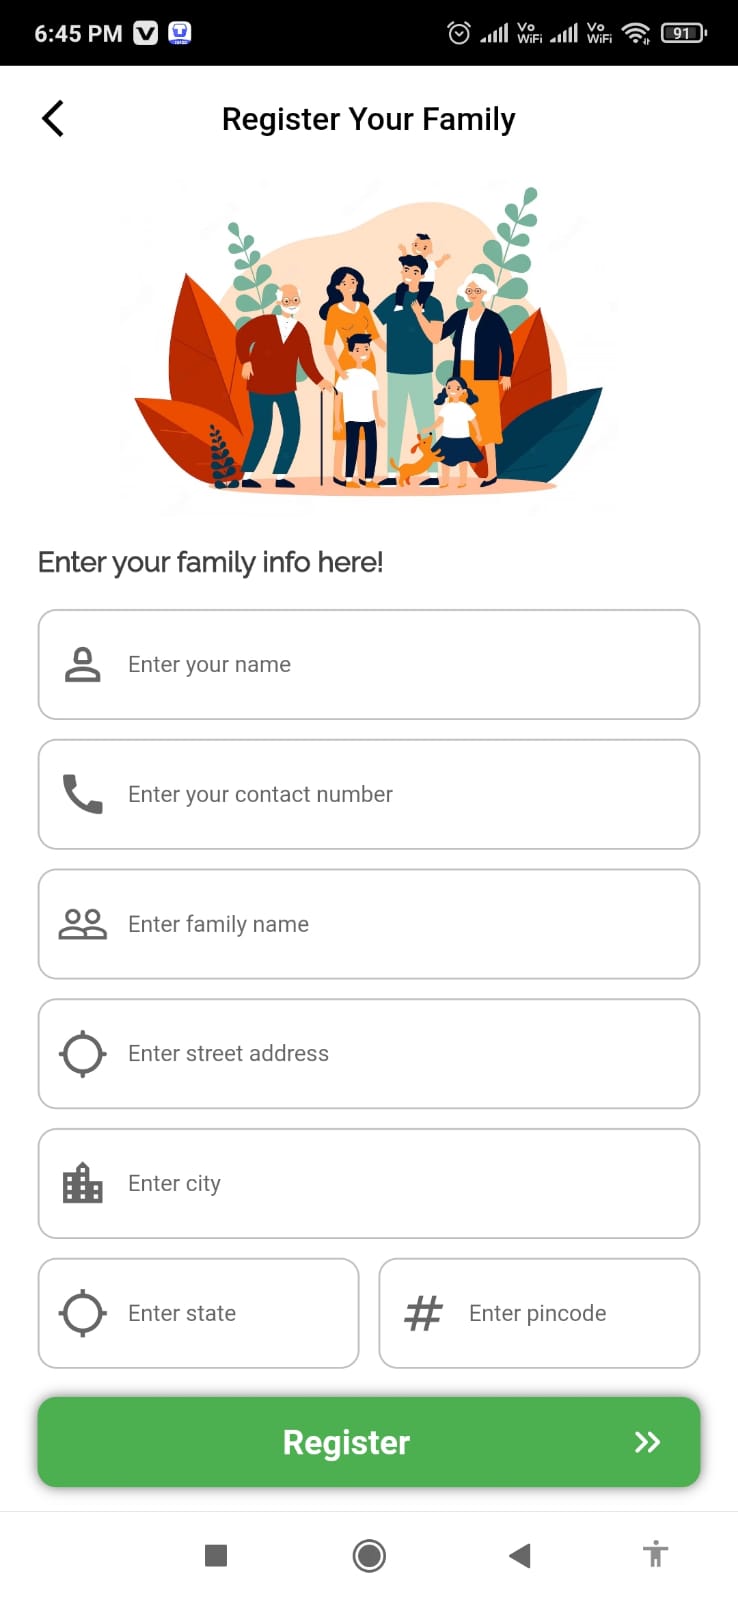 6:45 PM
Vo WiFi Vo WiFi 91
Register Your Family
Enter your family info here!
Enter your name
Enter your contact number
Enter family name
Enter street address
Enter city
Enter state
# Enter pincode
Register